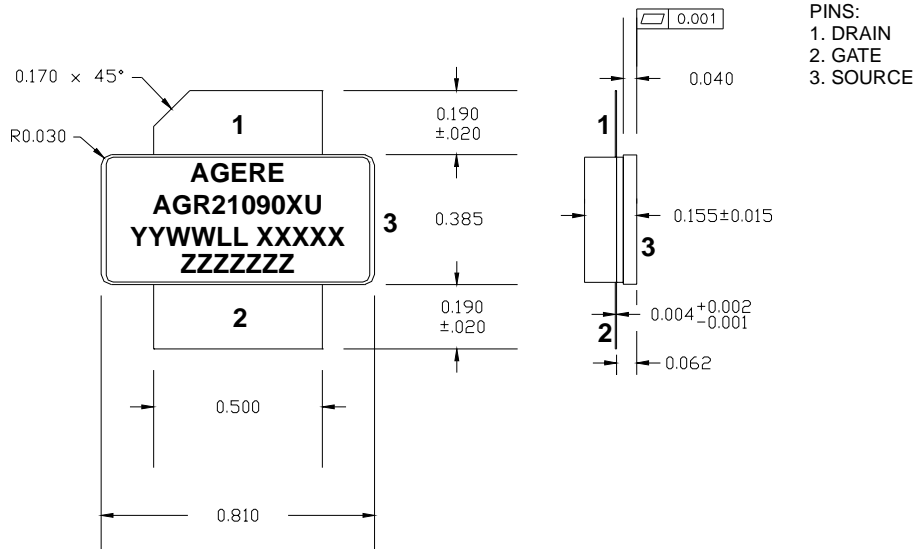 0.001
PINS:
1. DRAIN
2. GATE
3. SOURCE
0.170 × 45°
0.040
0.190
±.020
1
1
R0.030
AGERE
AGR21090XU
YYWWLL XXXXX
ZZZZZZZ
3
0.385
0.155±0.015
3
2
0.190
±.020
0.004+0.002
-0.001
2
0.062
0.500
0.810